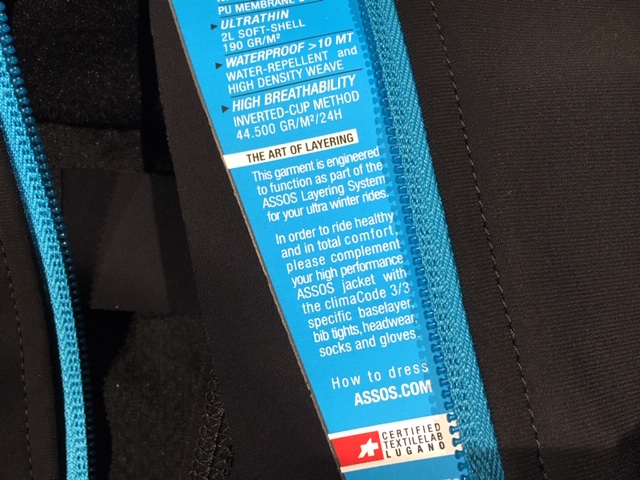 PU MEMBRANE
ULTRATHIN
2L SOFT-SHELL
190 GR/M²
WATERPROOF >10 MT
WATER-REPELLENT and
HIGH DENSITY WEAVE
HIGH BREATHABILITY
INVERTED-CUP METHOD
44.500 GR/M²/24H
THE ART OF LAYERING
This garment is engineered
to function as part of the
ASSOS Layering System
for your ultra winter rides.
In order to ride healthy
and in total comfort,
please complement
your high performance
ASSOS jacket with
the climaCode 3/3
specific baselayer,
bib tights, headwear,
socks and gloves.
How to dress
ASSOS.COM
CERTIFIED
TEXTILELAB
LUGANO